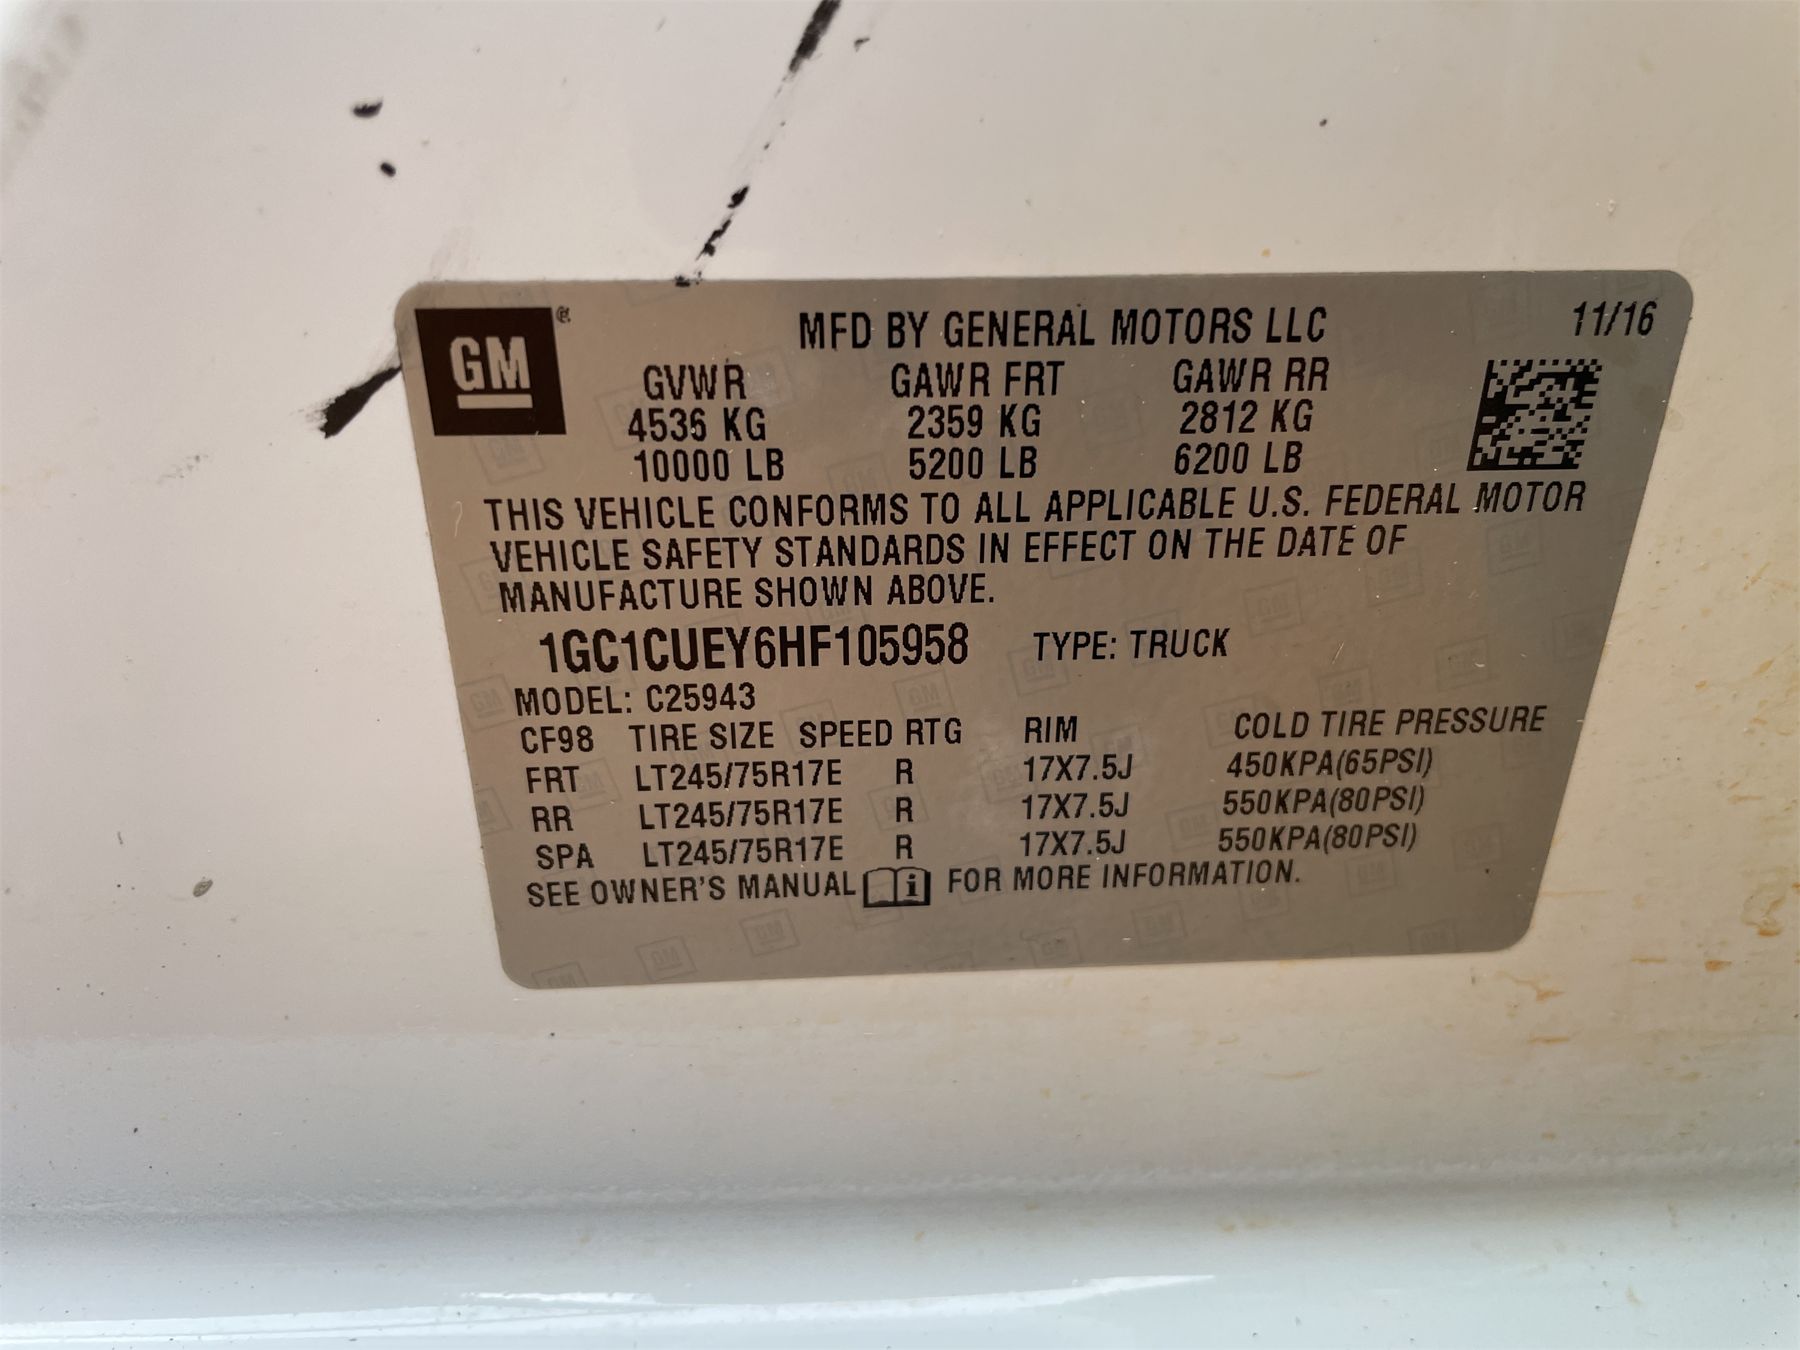 GM
MFD BY GENERAL MOTORS LLC 11/16
GVWR GAWR FRT GAWR RR
4536 KG 2359 KG 2812 KG
10000 LB 5200 LB 6200 LB
THIS VEHICLE CONFORMS TO ALL APPLICABLE U.S. FEDERAL MOTOR
VEHICLE SAFETY STANDARDS IN EFFECT ON THE DATE OF
MANUFACTURE SHOWN ABOVE.
1GC1CUEY6HF105958 TYPE: TRUCK
MODEL: C25943
CF98 TIRE SIZE SPEED RTG RIM COLD TIRE PRESSURE
FRT LT245/75R17E R 17X7.5J 450KPA(65PSI)
RR LT245/75R17E R 17X7.5J 550KPA(80PSI)
SPA LT245/75R17E R 17X7.5J 550KPA(80PSI)
SEE OWNER'S MANUAL i FOR MORE INFORMATION.